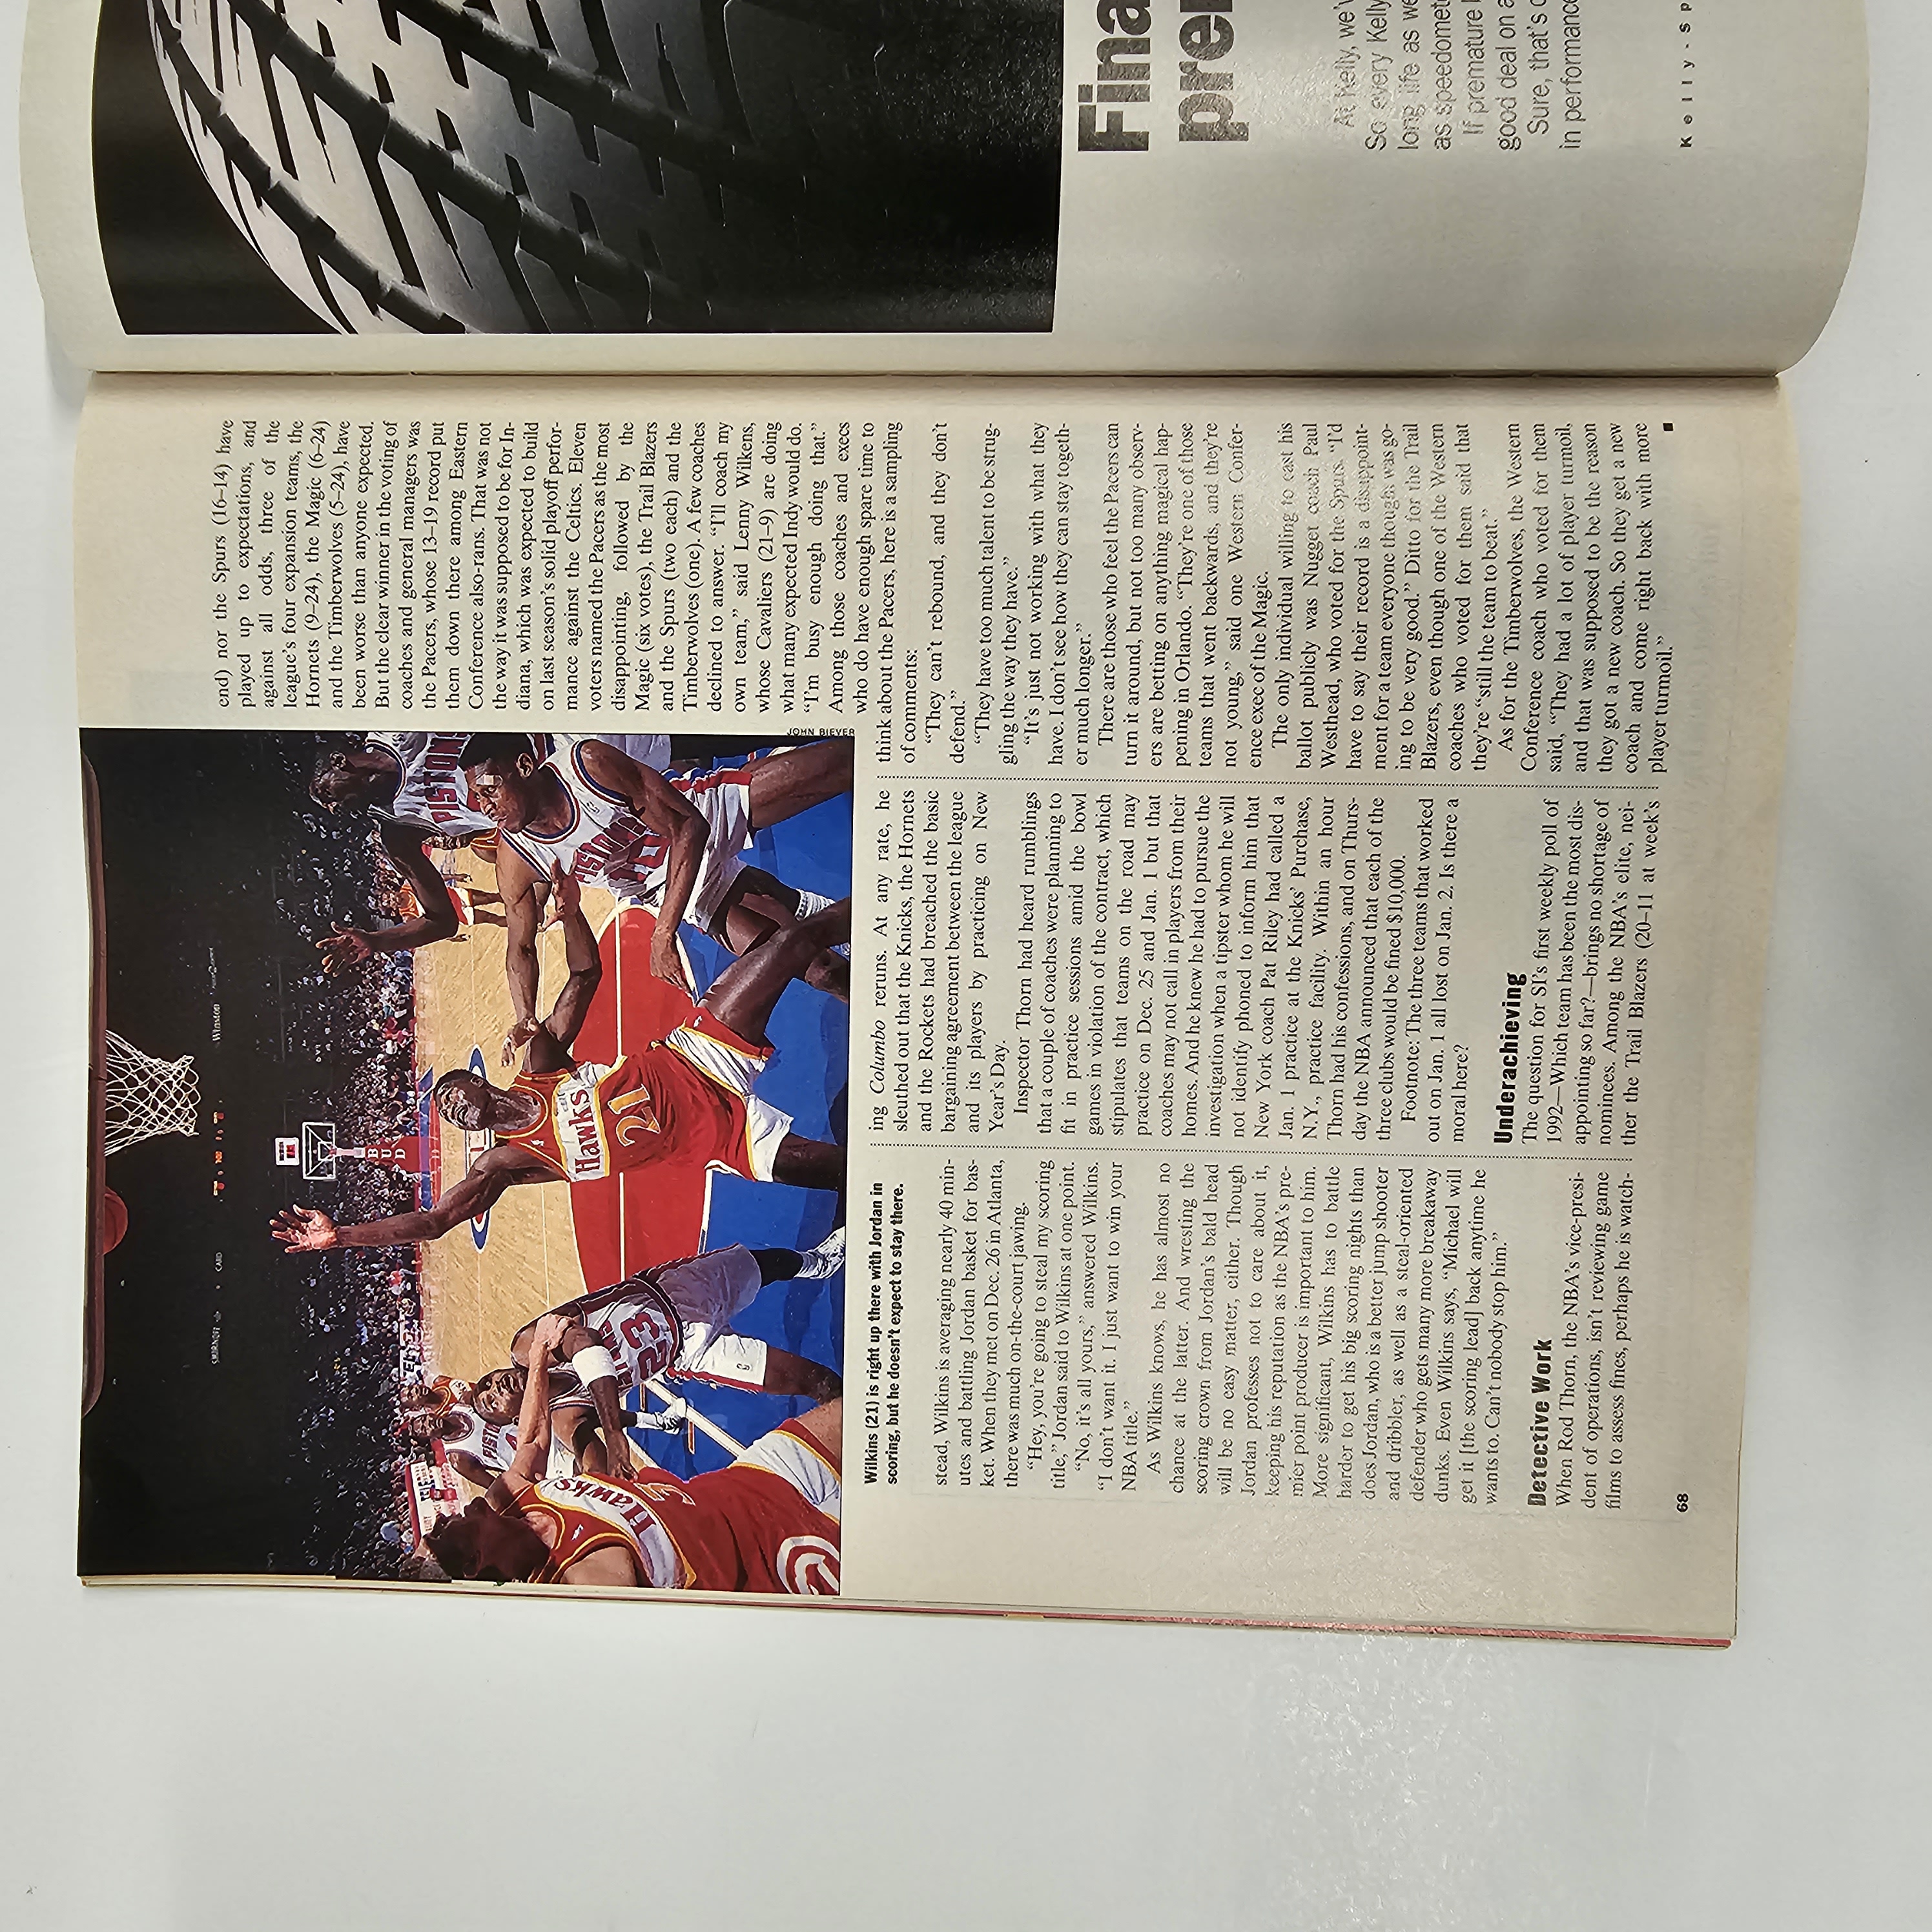 SMIRNOFF
CARD
Winston
BUD
PISTONS
Hawks
21
Hawks
23
PISTONS
10
JOHN BIEVER
Wilkins (21) is right up there with Jordan in
scoring, but he doesn't expect to stay there.
stead, Wilkins is averaging nearly 40 min-
utes and battling Jordan basket for bas-
ket. When they met on Dec. 26 in Atlanta,
there was much on-the-court jawing.
“Hey, you're going to steal my scoring
title,” Jordan said to Wilkins at one point.
“No, it's all yours,” answered Wilkins.
“I don't want it. I just want to win your
NBA title.”
As Wilkins knows, he has almost no
chance at the latter. And wresting the
scoring crown from Jordan's bald head
will be no easy matter, either. Though
Jordan professes not to care about it,
keeping his reputation as the NBA's pre-
mier point producer is important to him.
More significant, Wilkins has to battle
harder to get his big scoring nights than
does Jordan, who is a better jump shooter
and dribbler, as well as a steal-oriented
defender who gets many more breakaway
dunks. Even Wilkins says, “Michael will
get it [the scoring lead] back anytime he
wants to. Can't nobody stop him.”
Detective Work
When Rod Thorn, the NBA's vice-presi-
dent of operations, isn't reviewing game
films to assess fines, perhaps he is watch-
ing Columbo reruns. At any rate, he
sleuthed out that the Knicks, the Hornets
and the Rockets had breached the basic
bargaining agreement between the league
and its players by practicing on New
Year's Day.
Inspector Thorn had heard rumblings
that a couple of coaches were planning to
fit in practice sessions amid the bowl
games in violation of the contract, which
stipulates that teams on the road may
practice on Dec. 25 and Jan. 1 but that
coaches may not call in players from their
homes. And he knew he had to pursue the
investigation when a tipster whom he will
not identify phoned to inform him that
New York coach Pat Riley had called a
Jan. 1 practice at the Knicks' Purchase,
N.Y., practice facility. Within an hour
Thorn had his confessions, and on Thurs-
day the NBA announced that each of the
three clubs would be fined $10,000.
Footnote: The three teams that worked
out on Jan. 1 all lost on Jan. 2. Is there a
moral here?
Underachieving
The question for SI's first weekly poll of
1992—Which team has been the most dis-
appointing so far?—brings no shortage of
nominees. Among the NBA's elite, nei-
ther the Trail Blazers (20–11 at week's
end) nor the Spurs (16–14) have
played up to expectations, and
against all odds, three of the
league's four expansion teams, the
Hornets (9–24), the Magic (6–24)
and the Timberwolves (5–24), have
been worse than anyone expected.
But the clear winner in the voting of
coaches and general managers was
the Pacers, whose 13–19 record put
them down there among Eastern
Conference also-rans. That was not
the way it was supposed to be for In-
diana, which was expected to build
on last season's solid playoff perfor-
mance against the Celtics. Eleven
voters named the Pacers as the most
disappointing, followed by the
Magic (six votes), the Trail Blazers
and the Spurs (two each) and the
Timberwolves (one). A few coaches
declined to answer. “I'll coach my
own team,” said Lenny Wilkens,
whose Cavaliers (21–9) are doing
what many expected Indy would do.
“I'm busy enough doing that.”
Among those coaches and execs
who do have enough spare time to
think about the Pacers, here is a sampling
of comments:
“They can't rebound, and they don't
defend.”
“They have too much talent to be strug-
gling the way they have.”
“It's just not working with what they
have. I don't see how they can stay togeth-
er much longer.”
There are those who feel the Pacers can
turn it around, but not too many observ-
ers are betting on anything magical hap-
pening in Orlando. “They're one of those
teams that went backwards, and they're
not young,” said one Western Confer-
ence exec of the Magic.
The only individual willing to cast his
ballot publicly was Nugget coach Paul
Westhead, who voted for the Spurs. “I'd
have to say their record is a disappoint-
ment for a team everyone thought was go-
ing to be very good.” Ditto for the Trail
Blazers, even though one of the Western
coaches who voted for them said that
they're “still the team to beat.”
As for the Timberwolves, the Western
Conference coach who voted for them
said, “They had a lot of player turmoil,
and that was supposed to be the reason
they got a new coach. So they get a new
coach and come right back with more
player turmoil.”
68
Fina
pre
At Kelly, we'v
So every Kelly
long life as we
as speedomet
If premature
good deal on a
Sure, that's
in performance
Kelly-Sp